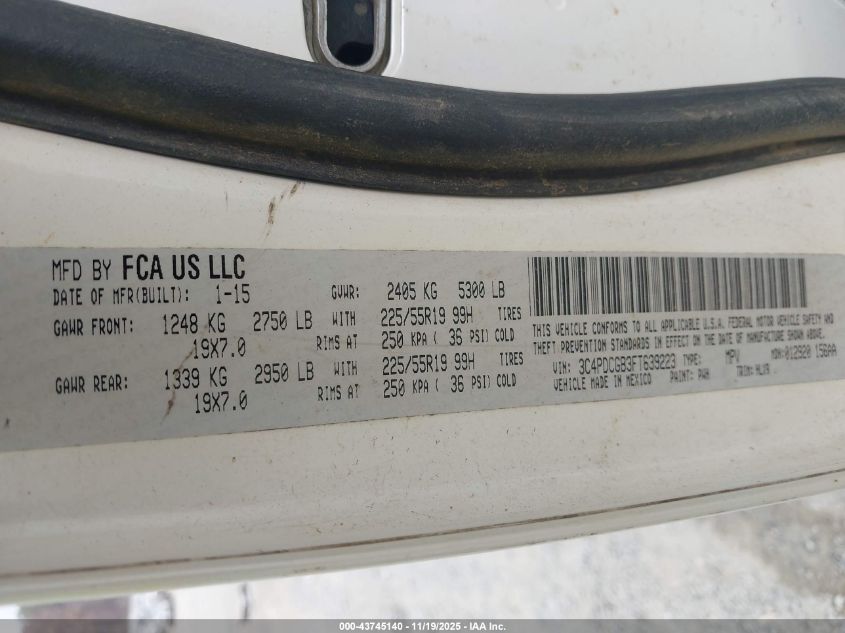 MFD BY FCA US LLC
DATE OF MFR(BUILT): 1-15 GVWR: 2405 KG 5300 LB
GAWR FRONT: 1248 KG 2750 LB WITH 225/55R19 99H TIRES
19X7.0 RIMS AT 250 KPA ( 36 PSI) COLD
GAWR REAR: 1339 KG 2950 LB WITH 225/55R19 99H TIRES
19X7.0 RIMS AT 250 KPA ( 36 PSI) COLD
THIS VEHICLE CONFORMS TO ALL APPLICABLE U.S.A. FEDERAL MOTOR VEHICLE SAFETY AND
THEFT PREVENTION STANDARDS IN EFFECT ON THE DATE OF MANUFACTURE SHOWN ABOVE
VIN: 3C4PDCGB3FT639223 TYPE: MPV MDH:012920 156AA
VEHICLE MADE IN MEXICO PAINT: PWH TRIM:
000-43745140 - 11/19/2025 - IAA Inc.